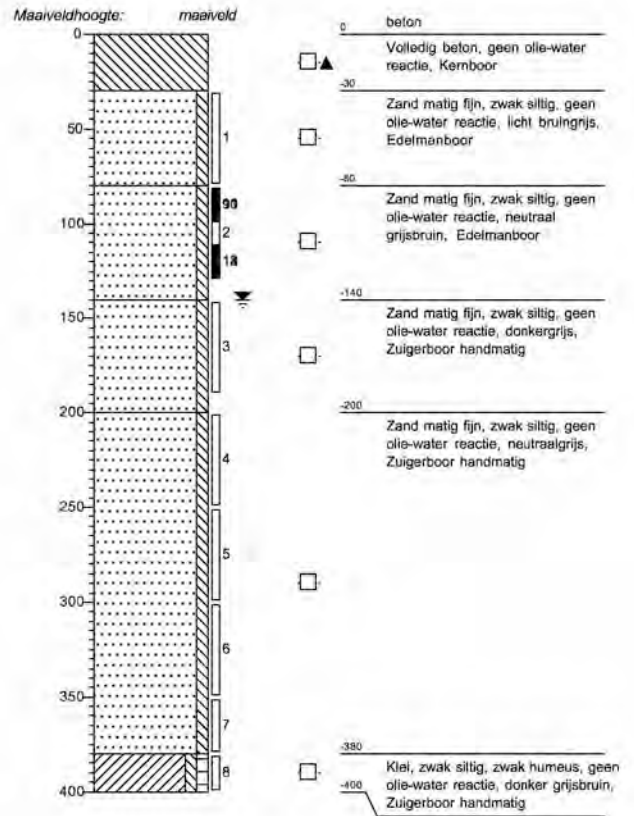 Maaiveldhoogte: maaiveld
0 beton
0
Volledig beton, geen olie-water
reactie, Kernboor
-30
Zand matig fijn, zwak siltig, geen
olie-water reactie, licht bruingrijs,
Edelmanboor
50
1
-80
Zand matig fijn, zwak siltig, geen
olie-water reactie, neutraal
grijsbruin, Edelmanboor
100
2
-140
Zand matig fijn, zwak siltig, geen
olie-water reactie, donkergrijs,
Zuigerboor handmatig
150
3
200
-200
Zand matig fijn, zwak siltig, geen
olie-water reactie, neutraalgrijs,
Zuigerboor handmatig
4
250
5
300
6
350
7
-380
Klei, zwak siltig, zwak humeus, geen
olie-water reactie, donker grijsbruin,
Zuigerboor handmatig
8
400
-400